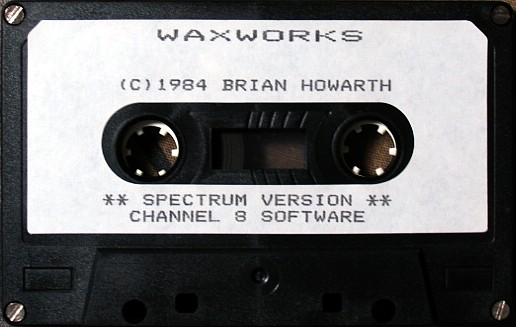 WAXWORKS
(C)1984 BRIAN HOWARTH
** SPECTRUM VERSION **
CHANNEL 8 SOFTWARE